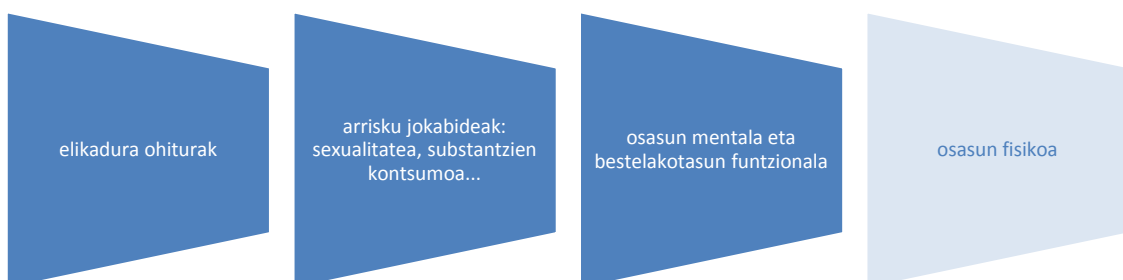 elikadura ohiturak
arrisku jokabideak:
sexualitatea, substantzien
kontsumoa...
osasun mentala eta
bestelakotasun funtzionala
osasun fisikoa